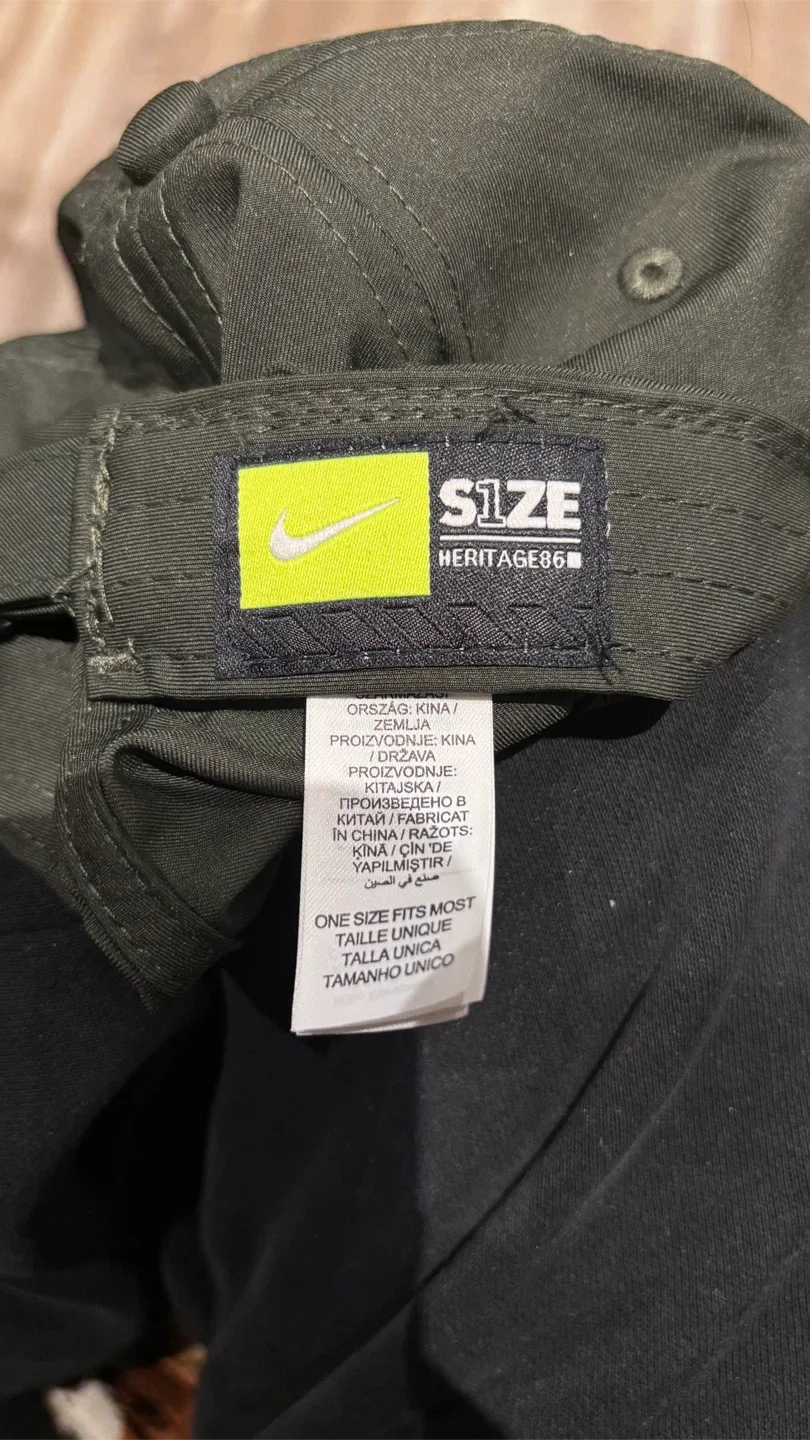 S1ZE
HERITAGE86
SZÁRMAZÁSI
ORSZÁG: KINA /
ZEMLJA
PROIZVODNJE: KINA
/ DRŽAVA
PROIZVODNJE:
KITAJSKA /
ПРОИЗВЕДЕНО В
КИТАЙ / FABRICAT
ÎN CHINA / RAŽOTS:
ĶĪNĀ / ÇİN 'DE
YAPILMIŞTIR /
صنع في الصين
ONE SIZE FITS MOST
TAILLE UNIQUE
TALLA UNICA
TAMANHO UNICO